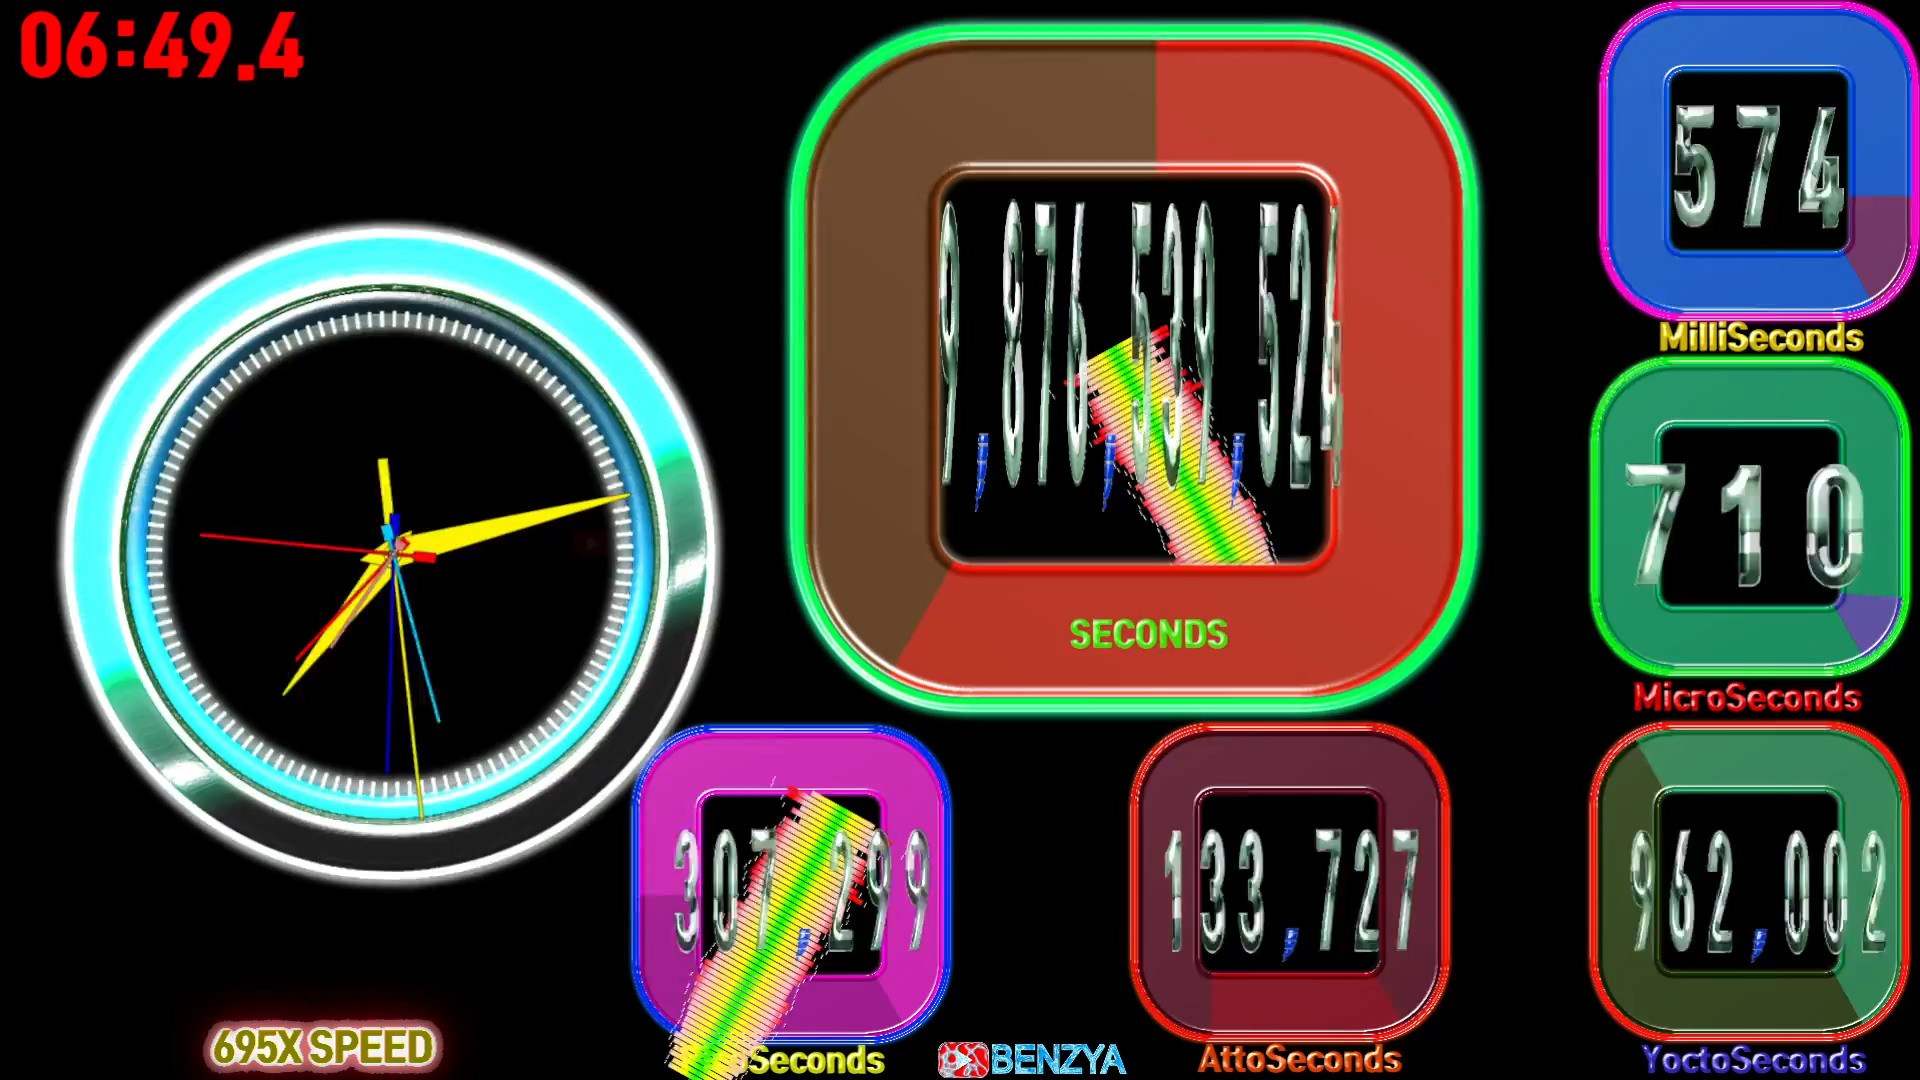 06:49.4
9,876,539,524
SECONDS
574
MilliSeconds
710
MicroSeconds
307,299
Seconds
133,727
AttoSeconds
962,002
YoctoSeconds
695X SPEED
BENZYA